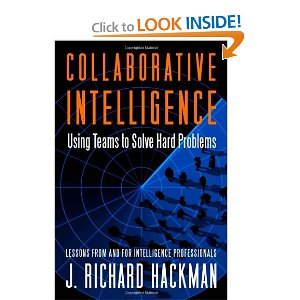 Click to LOOK INSIDE!
COLLABORATIVE
INTELLIGENCE
Using Teams to Solve Hard Problems
LESSONS FROM AND FOR INTELLIGENCE PROFESSIONALS
J. RICHARD HACKMAN